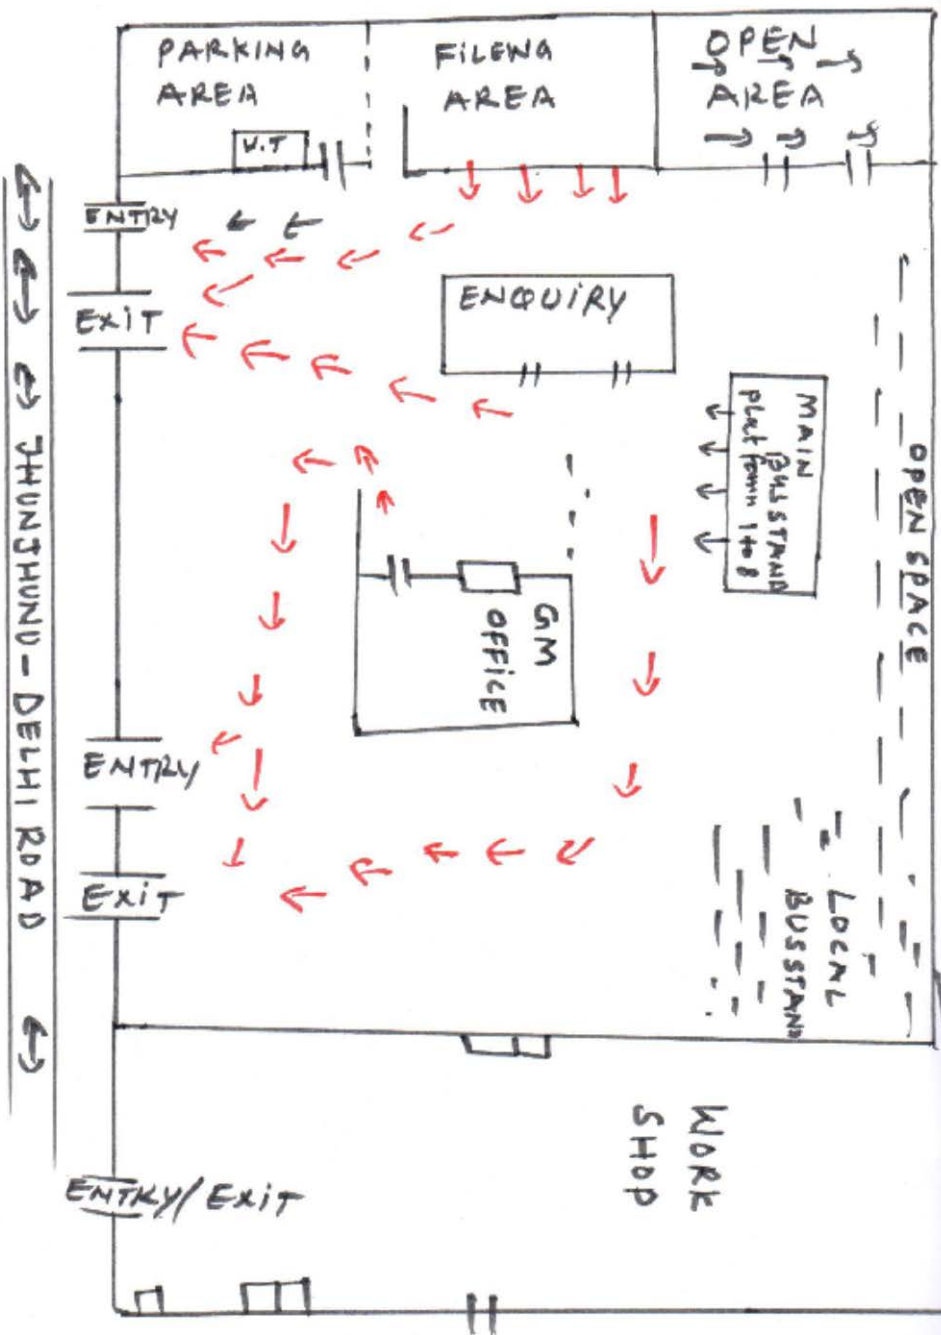 PARKING
AREA
FILENG
AREA
OPEN
AREA
ENTRY
EXIT
ENQUIRY
MAIN
BUSSTAND
Platform 1 to 8
OPEN SPACE
GM
OFFICE
JHUNJHUNU - DELHI ROAD
ENTRY
EXIT
LOCAL
BUSSTAND
WORK
SHOP
ENTRY/EXIT